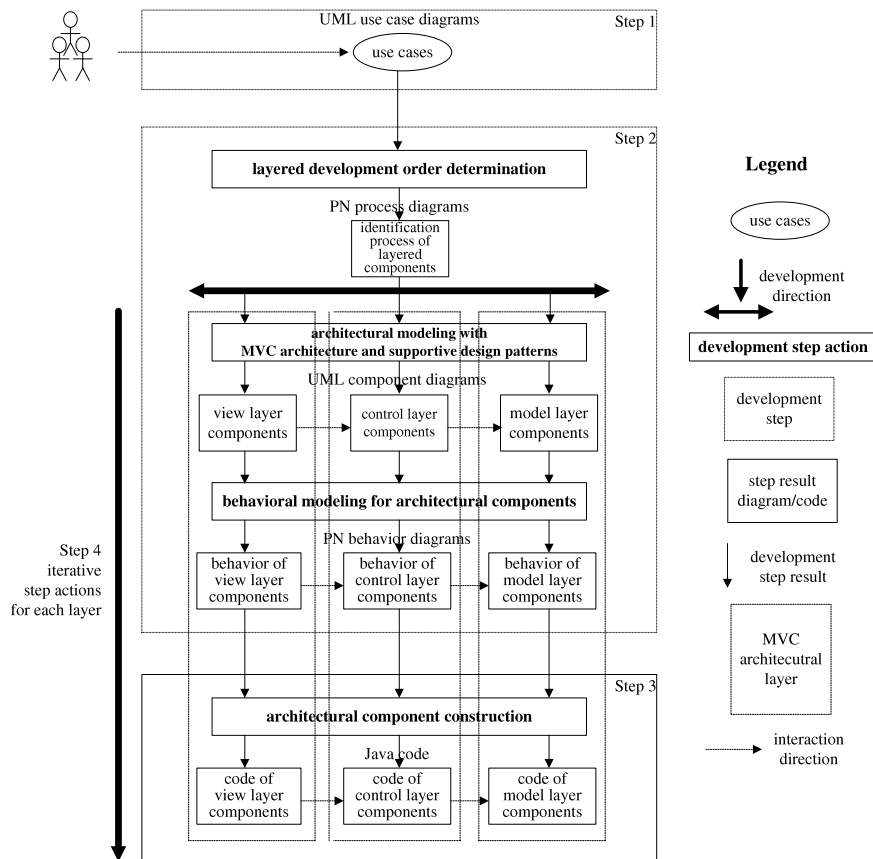 UML use case diagrams
Step 1
use cases
Step 2
layered development order determination
PN process diagrams
identification
process of
layered
components
architectural modeling with
MVC architecture and supportive design patterns
UML component diagrams
view layer
components
control layer
components
model layer
components
behavioral modeling for architectural components
PN behavior diagrams
behavior of
view layer
components
behavior of
control layer
components
behavior of
model layer
components
Step 4
iterative
step actions
for each layer
Step 3
architectural component construction
Java code
code of
view layer
components
code of
control layer
components
code of
model layer
components
Legend
use cases
development
direction
development step action
development
step
step result
diagram/code
development
step result
MVC
architecutral
layer
interaction
direction